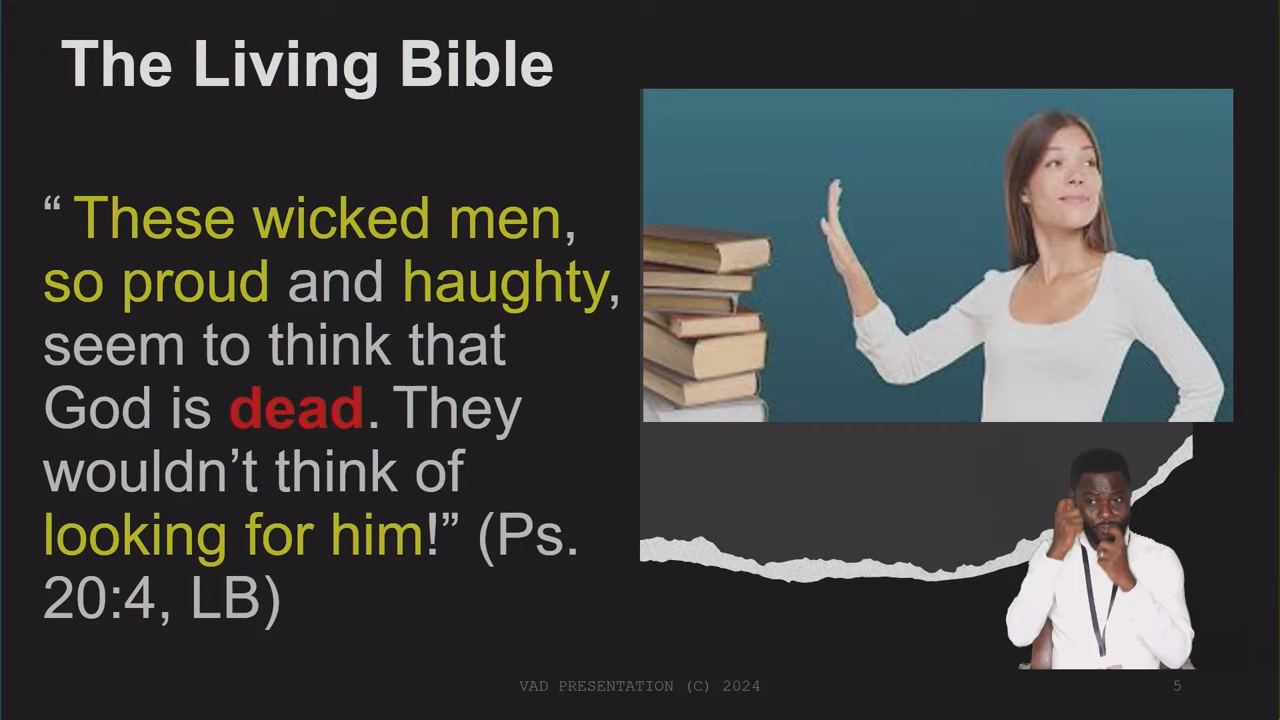 The Living Bible
“ These wicked men,
so proud and haughty,
seem to think that
God is dead. They
wouldn’t think of
looking for him!” (Ps.
20:4, LB)
VAD PRESENTATION (C) 2024
5